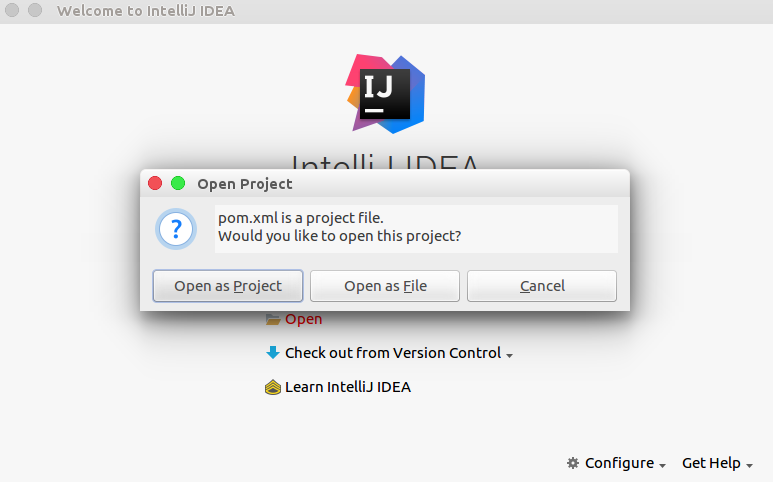 Welcome to IntelliJ IDEA
IJ
IntelliJ IDEA
Open Project
?
pom.xml is a project file.
Would you like to open this project?
Open as Project
Open as File
Cancel
Open
Check out from Version Control
Learn IntelliJ IDEA
Configure
Get Help